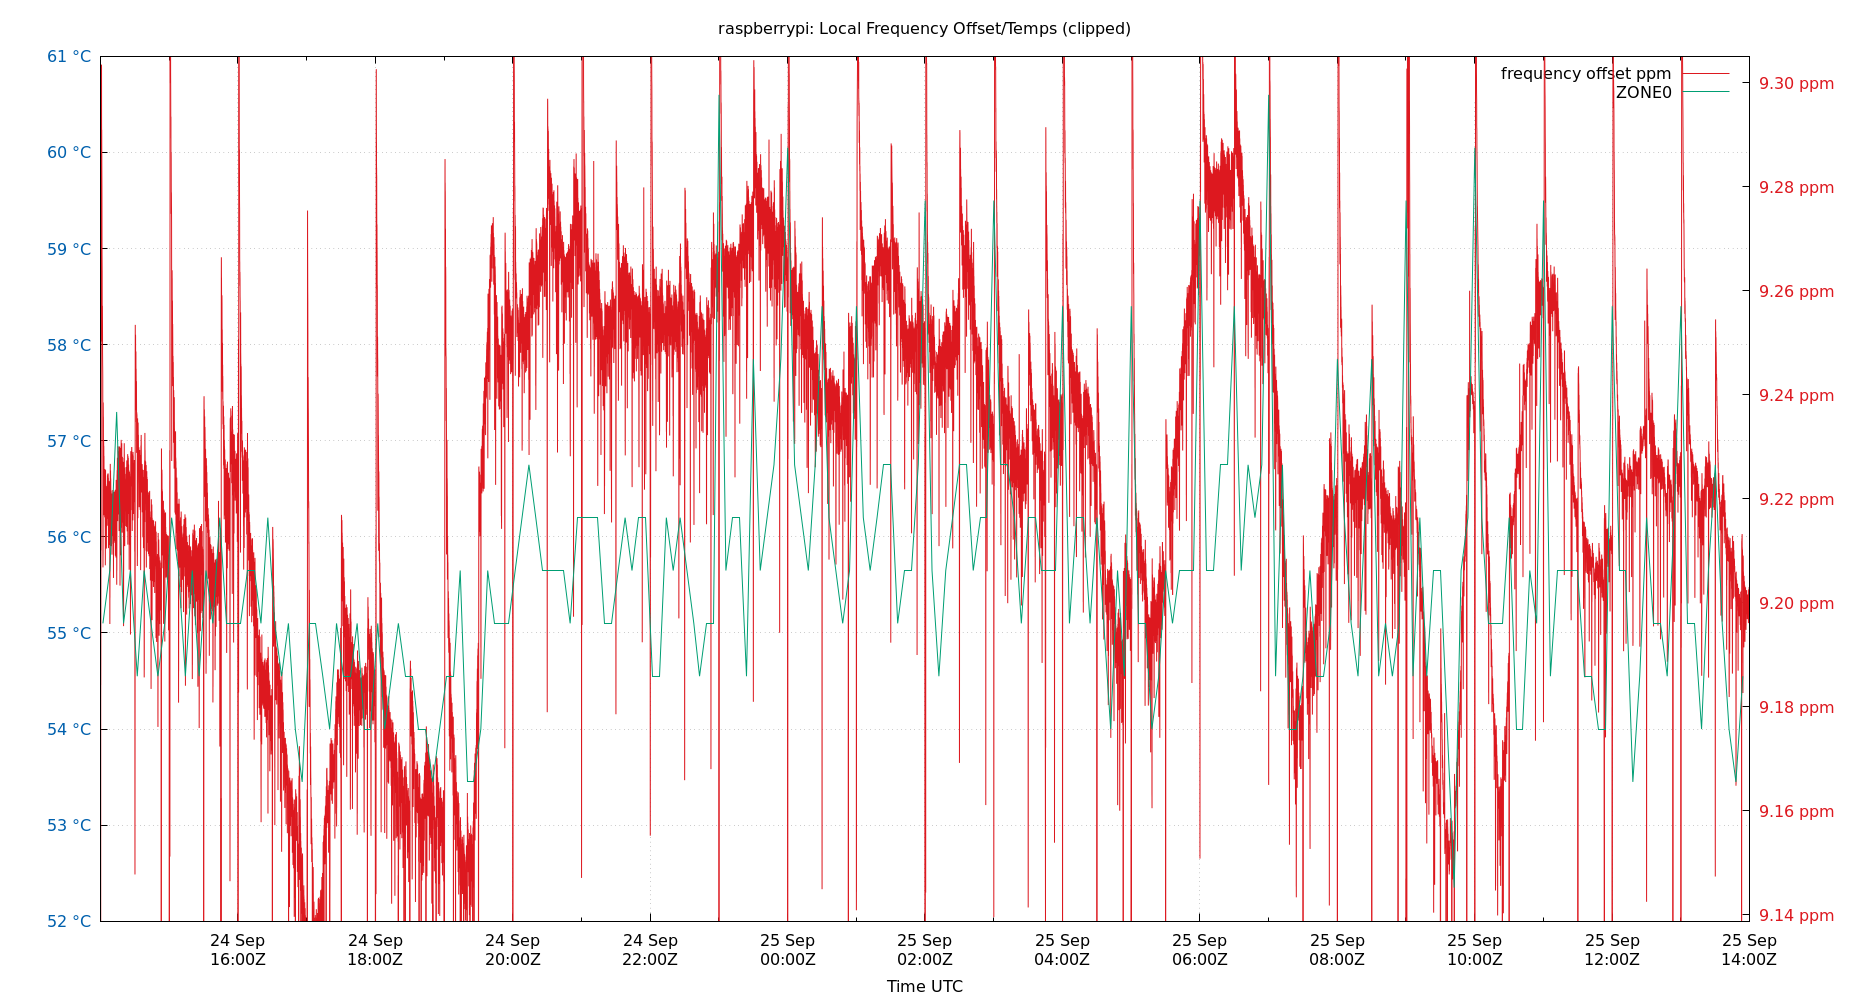 raspberrypi: Local Frequency Offset/Temps (clipped)
61 °C
60 °C
59 °C
58 °C
57 °C
56 °C
55 °C
54 °C
53 °C
52 °C
frequency offset ppm
ZONE0
9.30 ppm
9.28 ppm
9.26 ppm
9.24 ppm
9.22 ppm
9.20 ppm
9.18 ppm
9.16 ppm
9.14 ppm
24 Sep
16:00Z
24 Sep
18:00Z
24 Sep
20:00Z
24 Sep
22:00Z
25 Sep
00:00Z
25 Sep
02:00Z
25 Sep
04:00Z
25 Sep
06:00Z
25 Sep
08:00Z
25 Sep
10:00Z
25 Sep
12:00Z
25 Sep
14:00Z
Time UTC